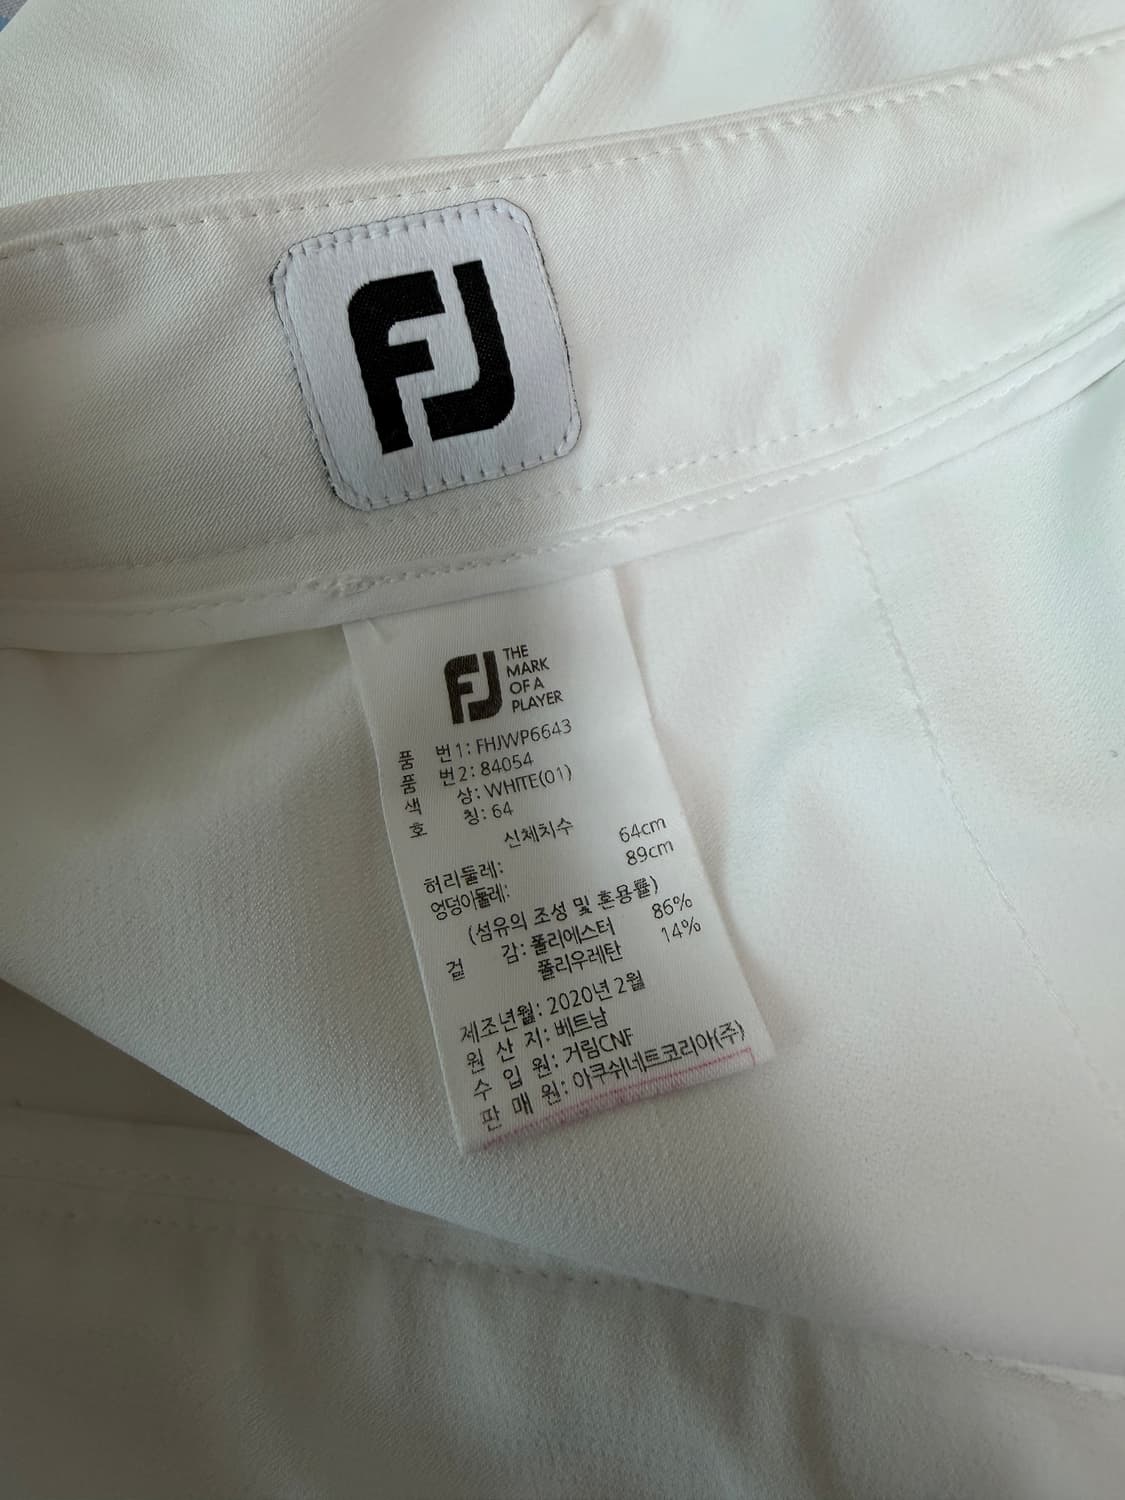 FJ
FJ THE
MARK
OF A
PLAYER
품 번1: FHJWP6643
품 번2: 84054
색 상: WHITE(01)
호 칭: 64
신체치수
허리둘레: 64cm
엉덩이둘레: 89cm
(섬유의 조성 및 혼용률)
겉 감: 폴리에스터 86%
폴리우레탄 14%
제조년월: 2020년 2월
원 산 지: 베트남
수 입 원: 거림CNF
판 매 원: 아쿠쉬네트코리아(주)